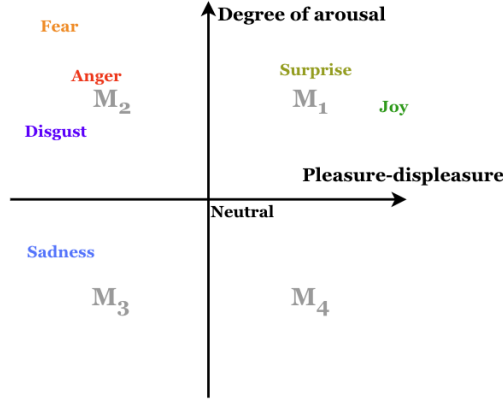 Degree of arousal
Fear
Surprise
Anger
M2
M1
Joy
Disgust
Pleasure-displeasure
Neutral
Sadness
M3
M4